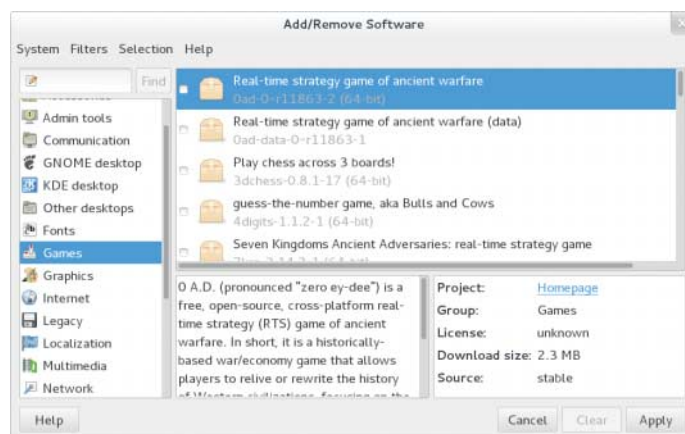 Add/Remove Software
System Filters Selection Help
Find
Admin tools
Communication
GNOME desktop
KDE desktop
Other desktops
Fonts
Games
Graphics
Internet
Legacy
Localization
Multimedia
Network
Real-time strategy game of ancient warfare
0ad-0-r11863-2 (64-bit)
Real-time strategy game of ancient warfare (data)
0ad-data-0-r11863-1
Play chess across 3 boards!
3dchess-0.8.1-17 (64-bit)
guess-the-number game, aka Bulls and Cows
4digits-1.1.2-1 (64-bit)
Seven Kingdoms Ancient Adversaries: real-time strategy game
0 A.D. (pronounced "zero ey-dee") is a
free, open-source, cross-platform real-
time strategy (RTS) game of ancient
warfare. In short, it is a historically-
based war/economy game that allows
players to relive or rewrite the history
Project: Homepage
Group: Games
License: unknown
Download size: 2.3 MB
Source: stable
Help
Cancel Clear Apply